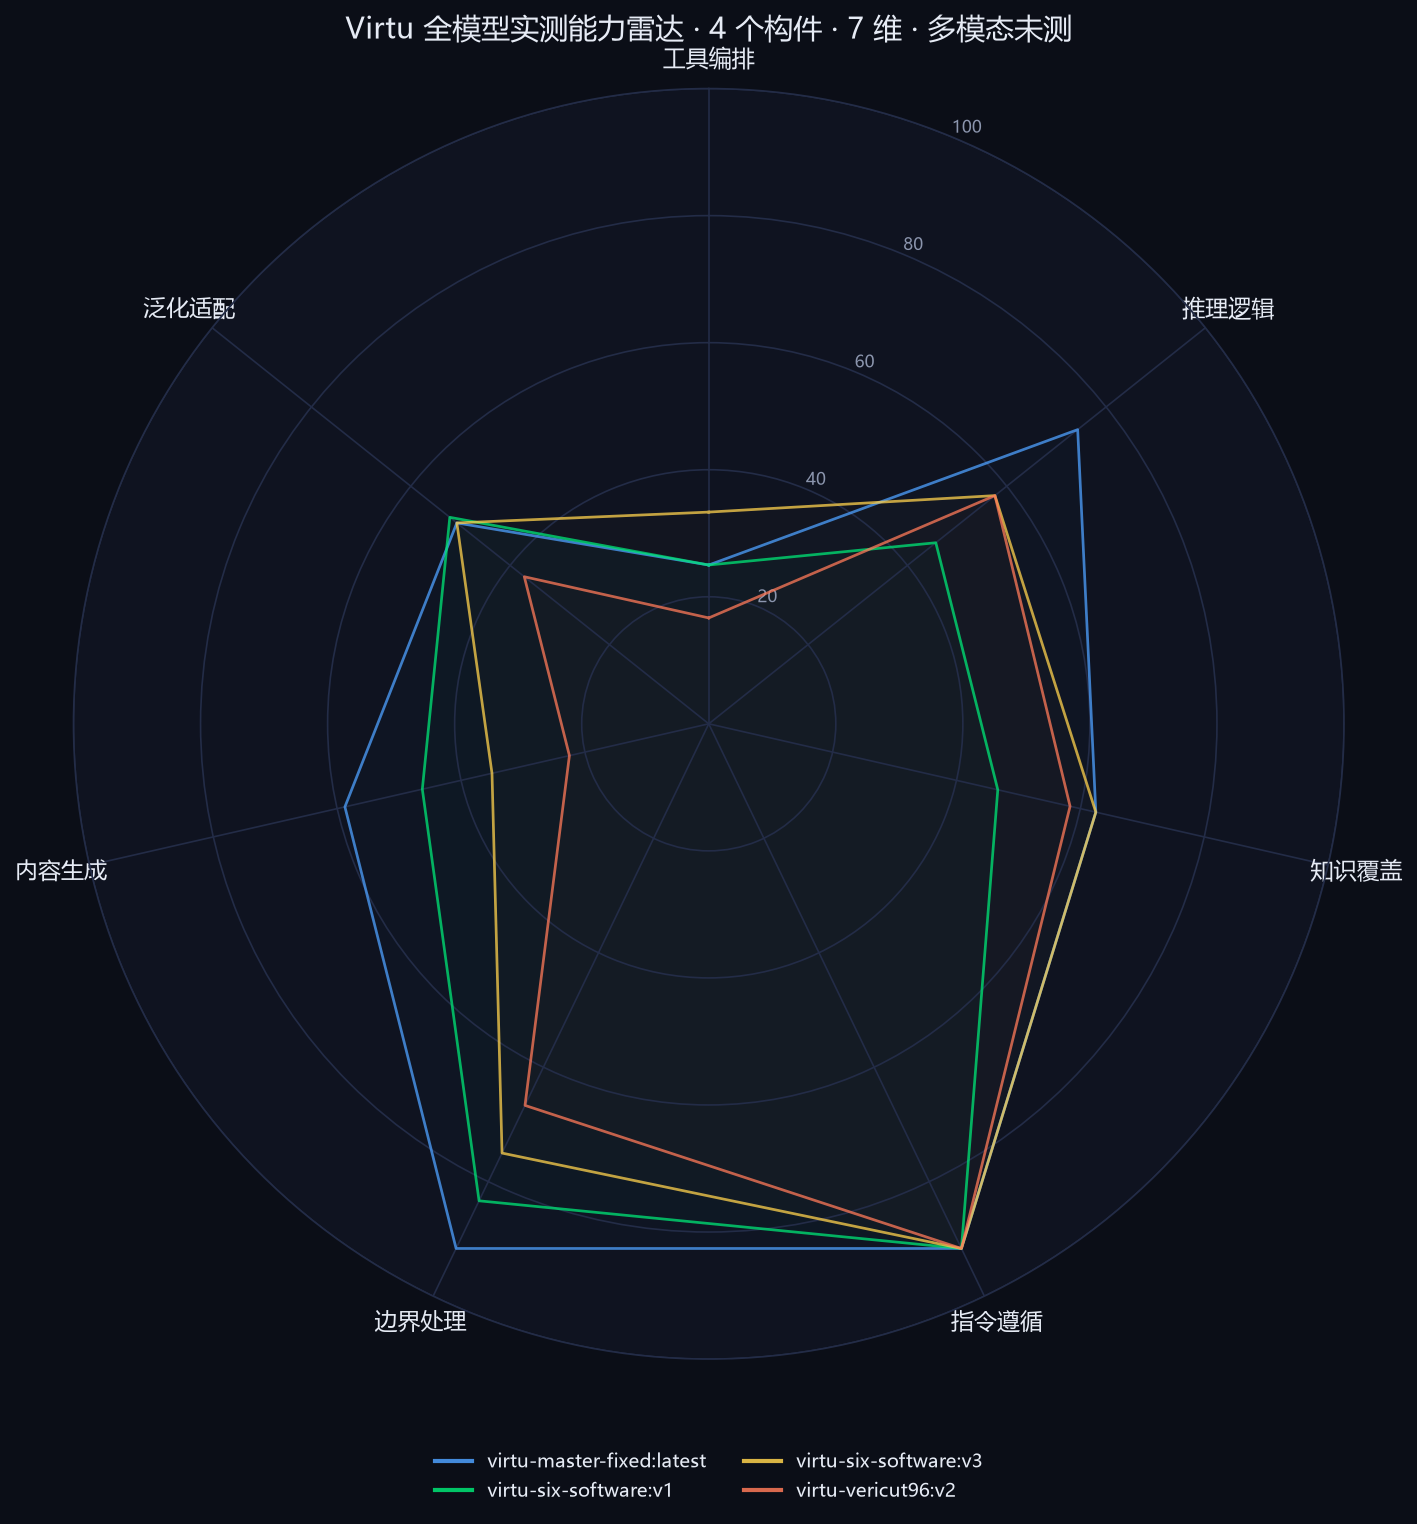 Virtu 全模型实测能力雷达 · 4 个构件 · 7 维 · 多模态未测
工具编排
100
80
泛化适配
推理逻辑
60
40
20
内容生成
知识覆盖
边界处理
指令遵循
virtu-master-fixed:latest
virtu-six-software:v3
virtu-six-software:v1
virtu-vericut96:v2